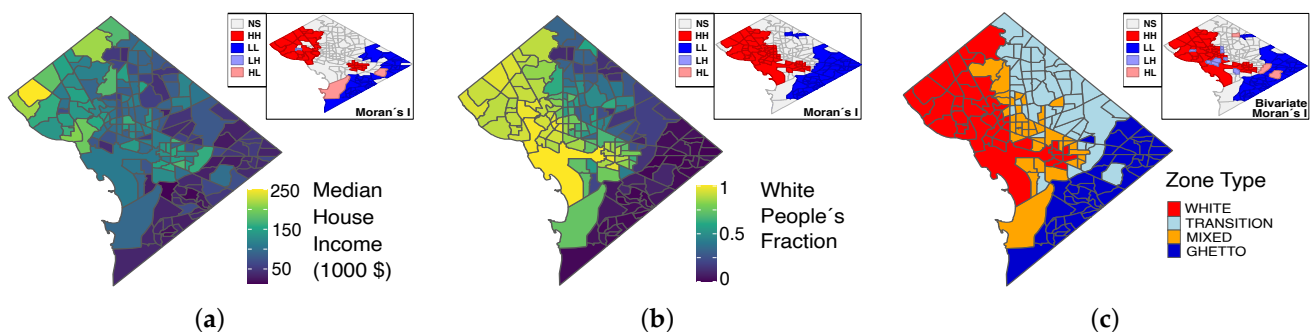 NS
HH
LL
LH
HL
Moran´s I
250
150
50
Median
House
Income
(1000 $)
(a)
NS
HH
LL
LH
HL
Moran´s I
1
0.5
0
White
People´s
Fraction
(b)
NS
HH
LL
LH
HL
Bivariate
Moran´s I
Zone Type
WHITE
TRANSITION
MIXED
GHETTO
(c)